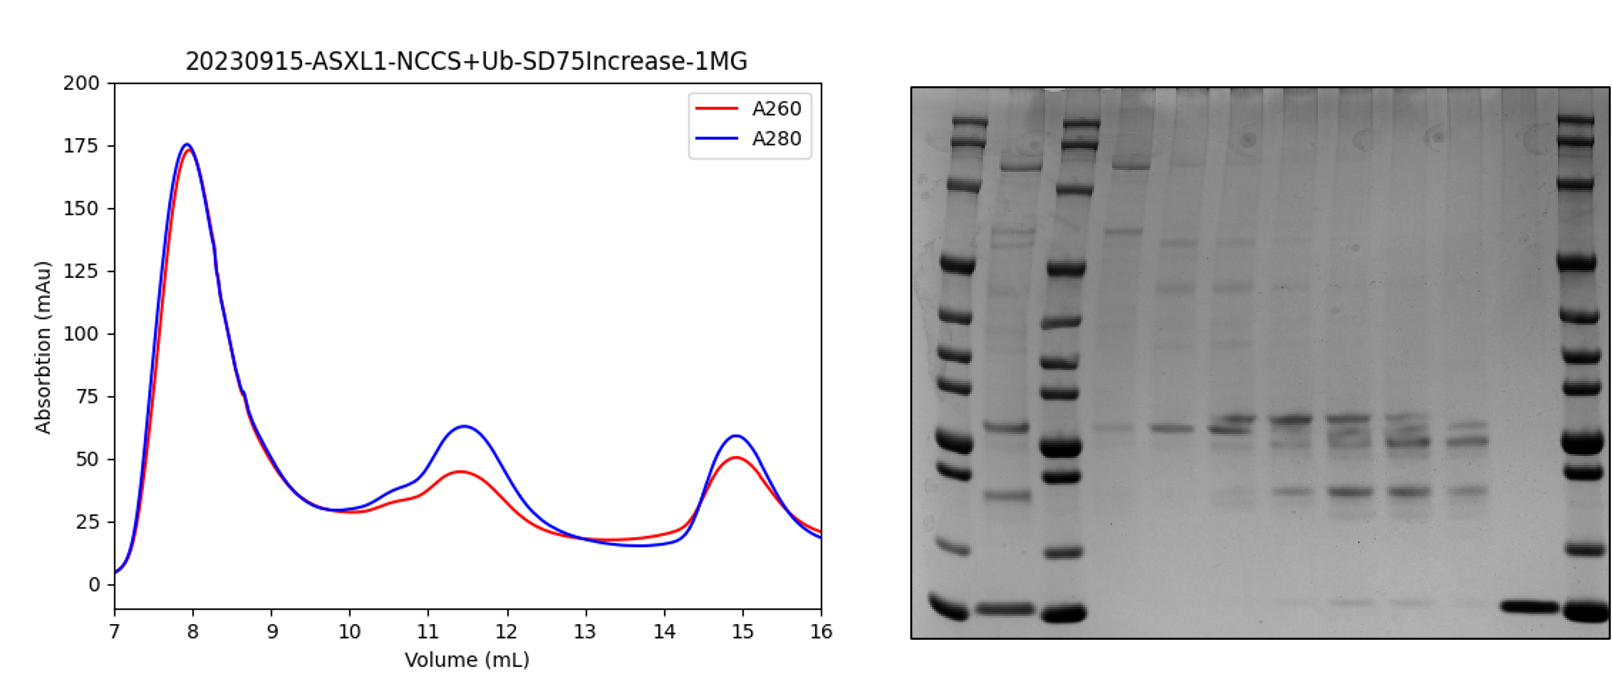 20230915-ASXL1-NCCS+Ub-SD75Increase-1MG
A260
A280
200
175
150
125
100
75
50
25
0
Absorbtion (mAu)
7 8 9 10 11 12 13 14 15 16
Volume (mL)